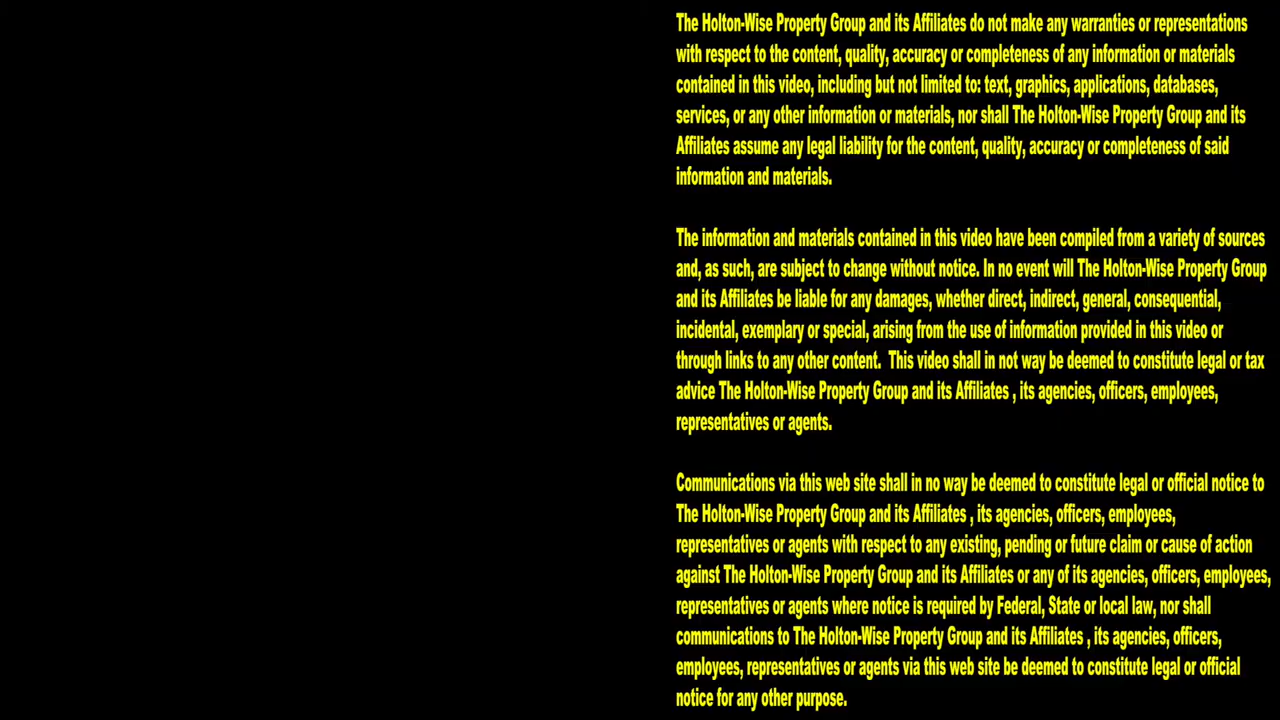 The Holton-Wise Property Group and its Affiliates do not make any warranties or representations
with respect to the content, quality, accuracy or completeness of any information or materials
contained in this video, including but not limited to: text, graphics, applications, databases,
services, or any other information or materials, nor shall The Holton-Wise Property Group and its
Affiliates assume any legal liability for the content, quality, accuracy or completeness of said
information and materials.
The information and materials contained in this video have been compiled from a variety of sources
and, as such, are subject to change without notice. In no event will The Holton-Wise Property Group
and its Affiliates be liable for any damages, whether direct, indirect, general, consequential,
incidental, exemplary or special, arising from the use of information provided in this video or
through links to any other content.  This video shall in not way be deemed to constitute legal or tax
advice The Holton-Wise Property Group and its Affiliates , its agencies, officers, employees,
representatives or agents.
Communications via this web site shall in no way be deemed to constitute legal or official notice to
The Holton-Wise Property Group and its Affiliates , its agencies, officers, employees,
representatives or agents with respect to any existing, pending or future claim or cause of action
against The Holton-Wise Property Group and its Affiliates or any of its agencies, officers, employees,
representatives or agents where notice is required by Federal, State or local law, nor shall
communications to The Holton-Wise Property Group and its Affiliates , its agencies, officers,
employees, representatives or agents via this web site be deemed to constitute legal or official
notice for any other purpose.